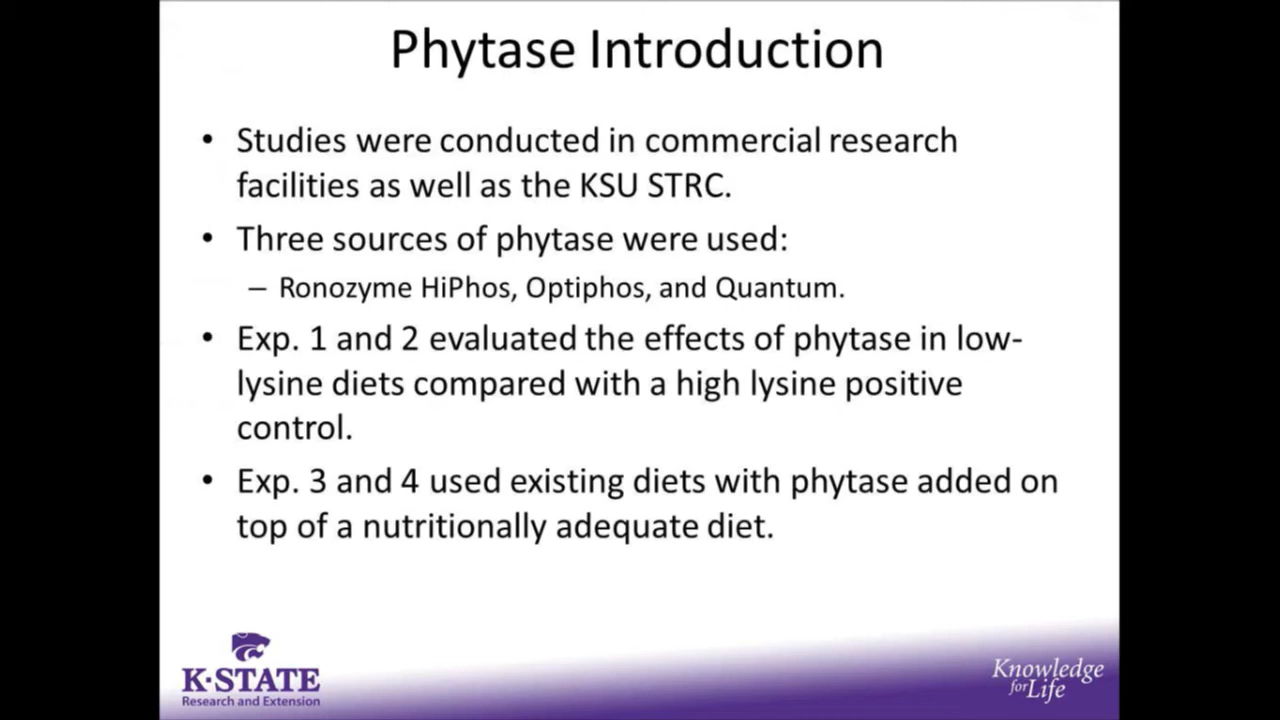 Phytase Introduction
• Studies were conducted in commercial research
facilities as well as the KSU STRC.
• Three sources of phytase were used:
– Ronozyme HiPhos, Optiphos, and Quantum.
• Exp. 1 and 2 evaluated the effects of phytase in low-
lysine diets compared with a high lysine positive
control.
• Exp. 3 and 4 used existing diets with phytase added on
top of a nutritionally adequate diet.
K-STATE
Research and Extension
Knowledge
for Life